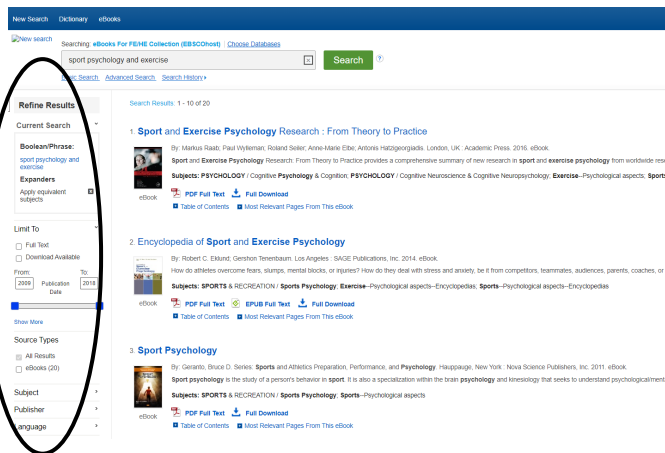 New Search Dictionary eBooks
New search
Searching: eBooks For FE/HE Collection (EBSCOhost) Choose Databases
sport psychology and exercise
Search
Basic Search Advanced Search Search History
Refine Results
Current Search
Boolean/Phrase:
sport psychology and
exercise
Expanders
Apply equivalent
subjects
Limit To
Full Text
Download Available
From: To:
2009 Publication Date 2018
Show More
Source Types
All Results
eBooks (20)
Subject
Publisher
Language
Search Results: 1 - 10 of 20
1. Sport and Exercise Psychology Research : From Theory to Practice
By: Markus Raab; Paul Wylleman; Roland Seiler; Anne-Marie Elbe; Antonis Hatzigeorgiadis. London, UK : Academic Press. 2016. eBook.
Sport and Exercise Psychology Research: From Theory to Practice provides a comprehensive summary of new research in sport and exercise psychology from worldwide
Subjects: PSYCHOLOGY / Cognitive Psychology & Cognition; PSYCHOLOGY / Cognitive Neuroscience & Cognitive Neuropsychology; Exercise--Psychological aspects; Sports
eBook
PDF Full Text Full Download
Table of Contents Most Relevant Pages From This eBook
2. Encyclopedia of Sport and Exercise Psychology
By: Robert C. Eklund; Gershon Tenenbaum. Los Angeles : SAGE Publications, Inc. 2014. eBook.
How do athletes overcome fears, slumps, mental blocks, or injuries? How do they deal with stress and anxiety, be it from competitors, teammates, audiences, parents, coaches, or
Subjects: SPORTS & RECREATION / Sports Psychology; Exercise--Psychological aspects--Encyclopedias; Sports--Psychological aspects--Encyclopedias
eBook
PDF Full Text EPUB Full Text Full Download
Table of Contents Most Relevant Pages From This eBook
3. Sport Psychology
By: Geranto, Bruce D. Series: Sports and Athletics Preparation, Performance, and Psychology. Hauppauge, New York : Nova Science Publishers, Inc. 2011. eBook.
Sport psychology is the study of a person's behavior in sport. It is also a specialization within the brain psychology and kinesiology that seeks to understand
Subjects: SPORTS & RECREATION / Sports Psychology; Sports--Psychological aspects
eBook
PDF Full Text Full Download
Table of Contents Most Relevant Pages From This eBook